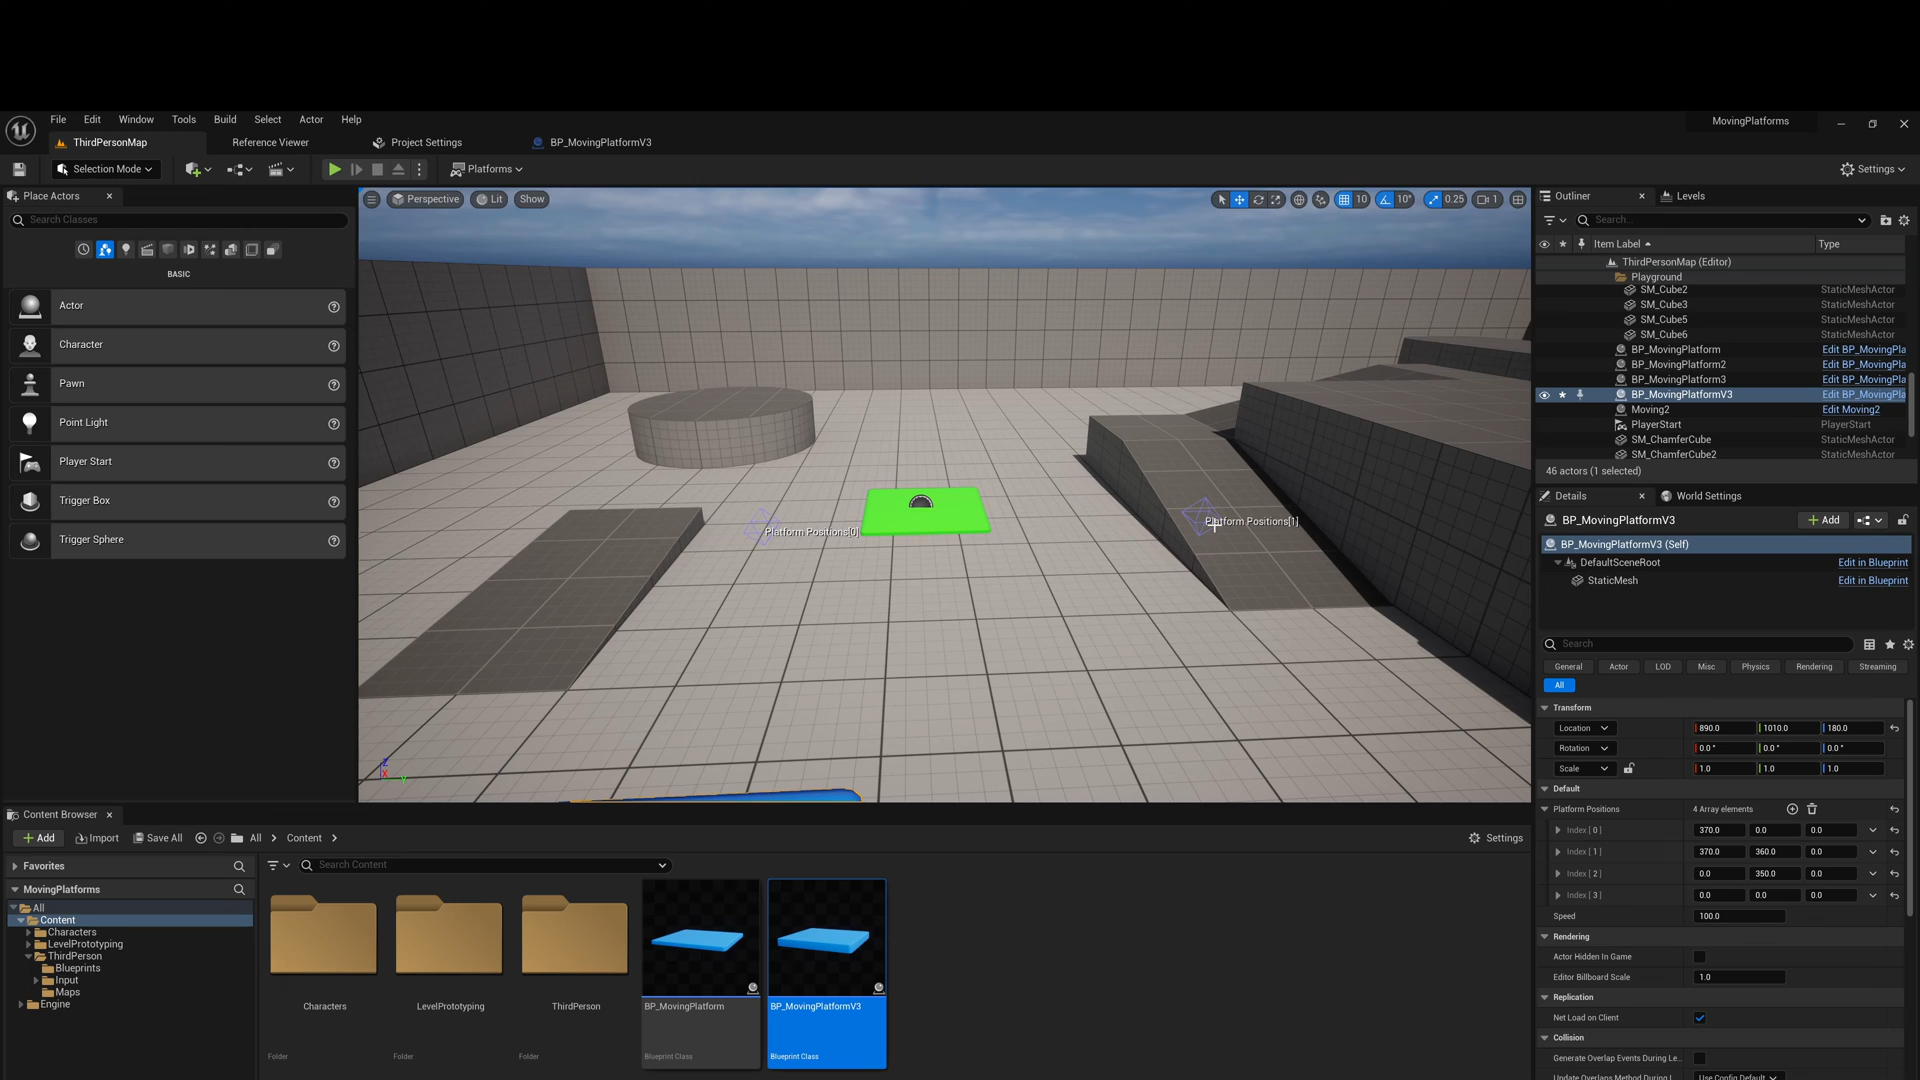 File Edit Window Tools Build Select Actor Help
MovingPlatforms
ThirdPersonMap Reference Viewer Project Settings BP_MovingPlatformV3
Selection Mode Platforms Settings
Place Actors
Search Classes
BASIC
Actor
Character
Pawn
Point Light
Player Start
Trigger Box
Trigger Sphere
Perspective Lit Show
10 10° 0.25 1
Platform Positions[0]
Platform Positions[1]
Z
X
Y
Outliner Levels
Search...
Item Label Type
ThirdPersonMap (Editor)
Playground
SM_Cube2 StaticMeshActor
SM_Cube3 StaticMeshActor
SM_Cube5 StaticMeshActor
SM_Cube6 StaticMeshActor
BP_MovingPlatform Edit BP_MovingPla
BP_MovingPlatform2 Edit BP_MovingPla
BP_MovingPlatform3 Edit BP_MovingPla
BP_MovingPlatformV3 Edit BP_MovingPla
Moving2 Edit Moving2
PlayerStart PlayerStart
SM_ChamferCube StaticMeshActor
SM_ChamferCube2 StaticMeshActor
46 actors (1 selected)
Details World Settings
BP_MovingPlatformV3 Add
BP_MovingPlatformV3 (Self)
DefaultSceneRoot Edit in Blueprint
StaticMesh Edit in Blueprint
Search
General Actor LOD Misc Physics Rendering Streaming
All
Transform
Location 890.0 1010.0 180.0
Rotation 0.0° 0.0° 0.0°
Scale 1.0 1.0 1.0
Default
Platform Positions 4 Array elements
Index [ 0 ] 370.0 0.0 0.0
Index [ 1 ] 370.0 360.0 0.0
Index [ 2 ] 0.0 350.0 0.0
Index [ 3 ] 0.0 0.0 0.0
Speed 100.0
Rendering
Actor Hidden In Game
Editor Billboard Scale 1.0
Replication
Net Load on Client
Collision
Generate Overlap Events During Le...
Update Overlaps Method During L Use Config Default
Content Browser
Add Import Save All All Content Settings
Favorites
MovingPlatforms
All
Content
Characters
LevelPrototyping
ThirdPerson
Blueprints
Input
Maps
Engine
Search Content
Characters LevelPrototyping ThirdPerson BP_MovingPlatform BP_MovingPlatformV3
Folder Folder Folder Blueprint Class Blueprint Class